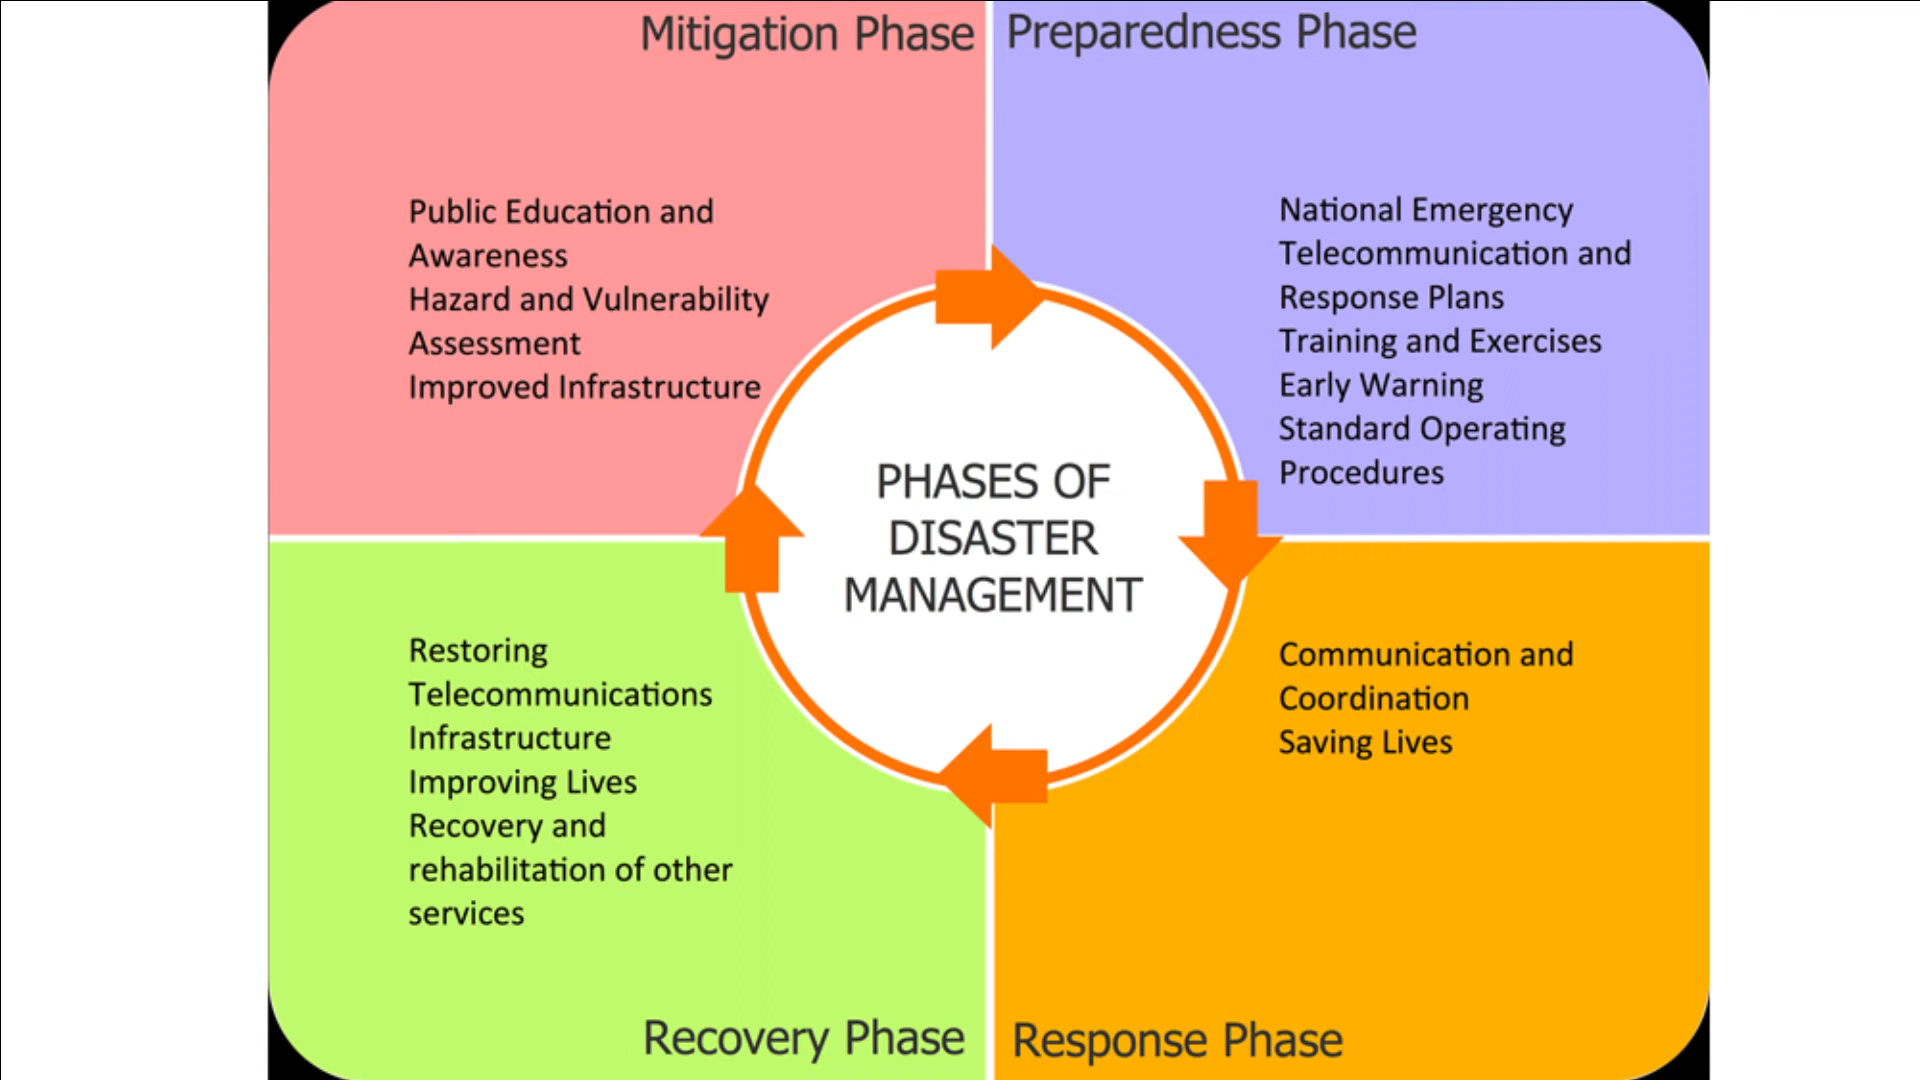 Mitigation Phase
Preparedness Phase
Public Education and
Awareness
Hazard and Vulnerability
Assessment
Improved Infrastructure
National Emergency
Telecommunication and
Response Plans
Training and Exercises
Early Warning
Standard Operating
Procedures
PHASES OF
DISASTER
MANAGEMENT
Restoring
Telecommunications
Infrastructure
Improving Lives
Recovery and
rehabilitation of other
services
Communication and
Coordination
Saving Lives
Recovery Phase
Response Phase